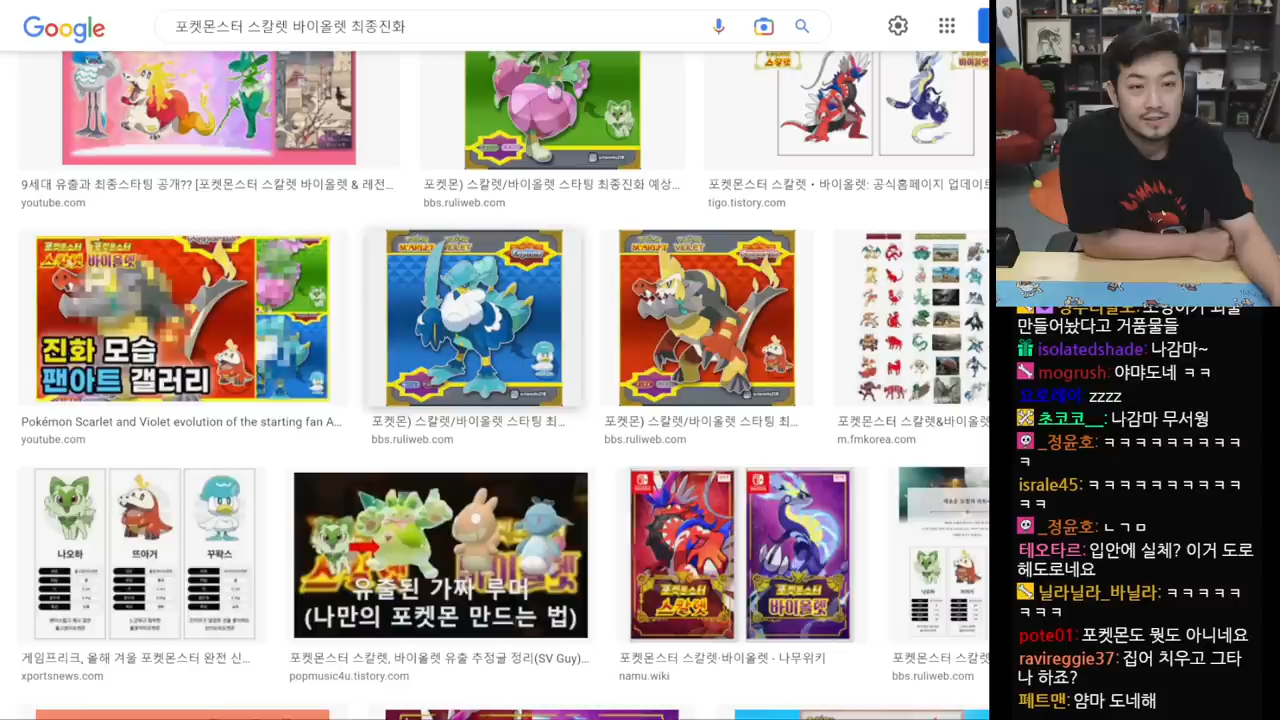 Google
포켓몬스터 스칼렛 바이올렛 최종진화
9세대 유출과 최종스타팅 공개?? [포켓몬스터 스칼렛 바이올렛 & 레전...
youtube.com
포켓몬) 스칼렛/바이올렛 스타팅 최종진화 예상...
bbs.ruliweb.com
포켓몬스터 스칼렛・바이올렛: 공식홈페이지 업데이트
tigo.tistory.com
스칼렛
바이올렛
진화 모습
팬아트 갤러리
Pokémon Scarlet and Violet evolution of the starting fan A...
youtube.com
포켓몬) 스칼렛/바이올렛 스타팅 최...
bbs.ruliweb.com
포켓몬) 스칼렛/바이올렛 스타팅 최...
bbs.ruliweb.com
포켓몬스터 스칼렛&바이올렛
m.fmkorea.com
나오하
뜨아거
꾸왁스
게임프리크, 올해 겨울 포켓몬스터 완전 신...
xportsnews.com
유출된 가짜 루머
(나만의 포켓몬 만드는 법)
포켓몬스터 스칼렛, 바이올렛 유출 추정글 정리(SV Guy)...
popmusic4u.tistory.com
포켓몬스터
스칼렛
포켓몬스터
바이올렛
포켓몬스터 스칼렛·바이올렛 - 나무위키
namu.wiki
포켓몬스터 스칼렛
bbs.ruliweb.com
만들어놨다고 거품물들
isolatedshade: 나감마~
mogrush: 야먀도네 ㅋㅋ
요로레이: zzzz
초코코__: 나감마 무서웡
_정윤호: ㅋㅋㅋㅋㅋㅋㅋㅋㅋ
ㅋ
israle45: ㅋㅋㅋㅋㅋㅋㅋㅋㅋㅋ
ㅋㅋ
_정윤호: ㄴㄱㅁ
테오타르: 입안에 실체? 이거 도로
헤도로네요
닐라닐라_바닐라: ㅋㅋㅋㅋㅋ
ㅋㅋㅋ
pote01: 포켓몬도 뭣도 아니네요
ravireggie37: 집어 치우고 그타
나 하죠?
페트맨: 얌마 도네해